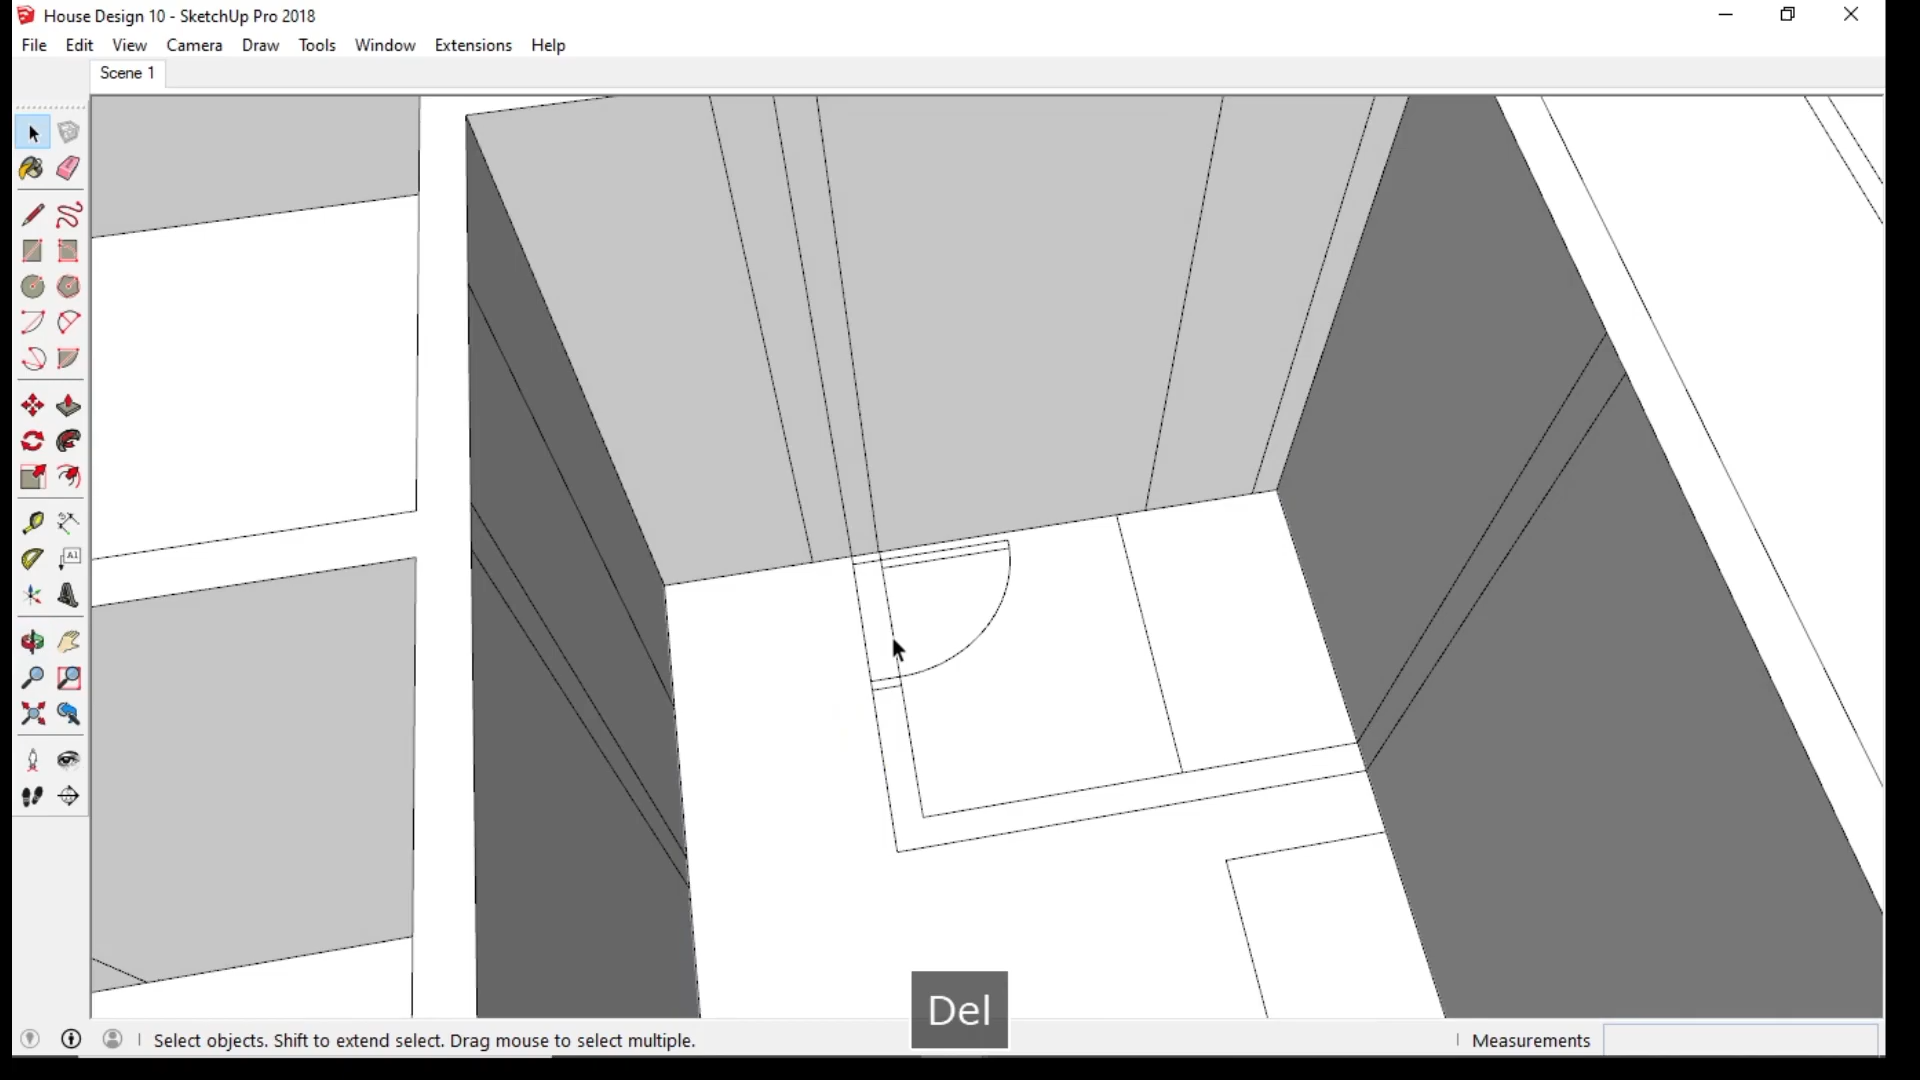 House Design 10 - SketchUp Pro 2018
File Edit View Camera Draw Tools Window Extensions Help
Scene 1
A1
Del
Select objects. Shift to extend select. Drag mouse to select multiple.
Measurements